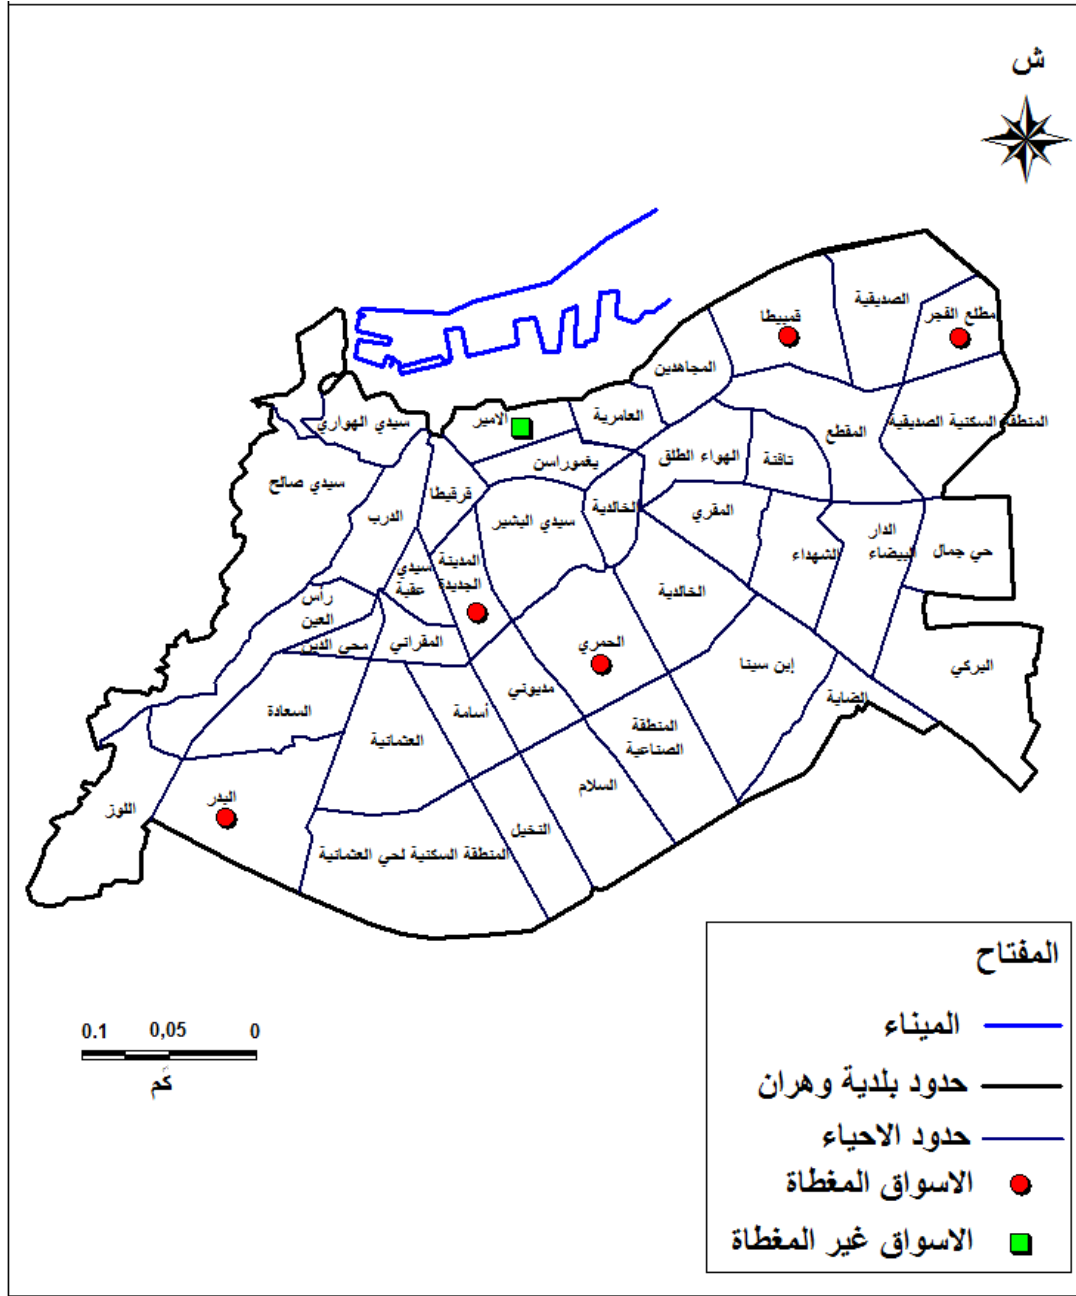 ش
الصديقية
قمبيطا
مطلع الفجر
المجاهدين
سيدي الهواري
الامير
العامرية
المقطع
المنطقة السكنية الصديقية
الهواء الطلق
تافنة
يغموراسن
سيدي صالح
قرقيطا
الدرب
سيدي البشير
الخالدية
المقري
الدار
البيضاء
الشهداء
حي جمال
المدينة
الجديدة
سيدي
عقبة
الخالدية
رأس
العين
محي الدين
المقراني
الحمري
إبن سينا
البركي
مديوني
الضاية
السعادة
أسامة
العثمانية
المنطقة
الصناعية
السلام
البدر
اللوز
النخيل
المنطقة السكنية لحي العثمانية
المفتاح
الميناء
حدود بلدية وهران
حدود الاحياء
الاسواق المغطاة
الاسواق غير المغطاة
0.1 0,05 0
كم